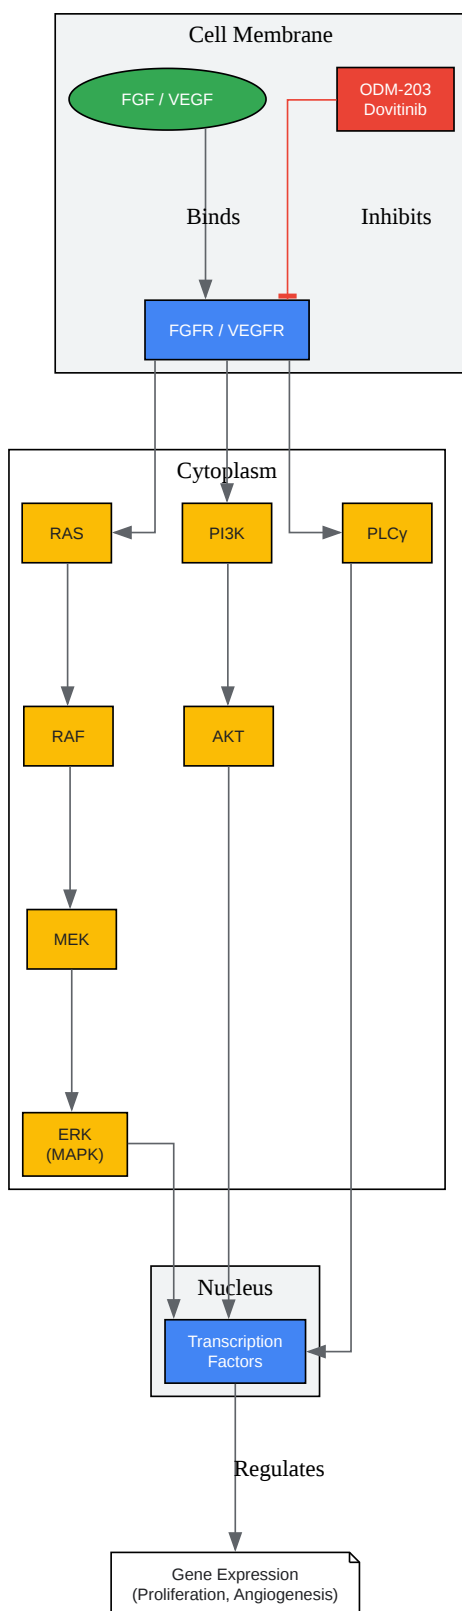 Cell Membrane
FGF / VEGF
ODM-203
Dovitinib
Binds
Inhibits
FGFR / VEGFR
Cytoplasm
RAS
PI3K
PLCγ
RAF
AKT
MEK
ERK
(MAPK)
Nucleus
Transcription
Factors
Regulates
Gene Expression
(Proliferation, Angiogenesis)